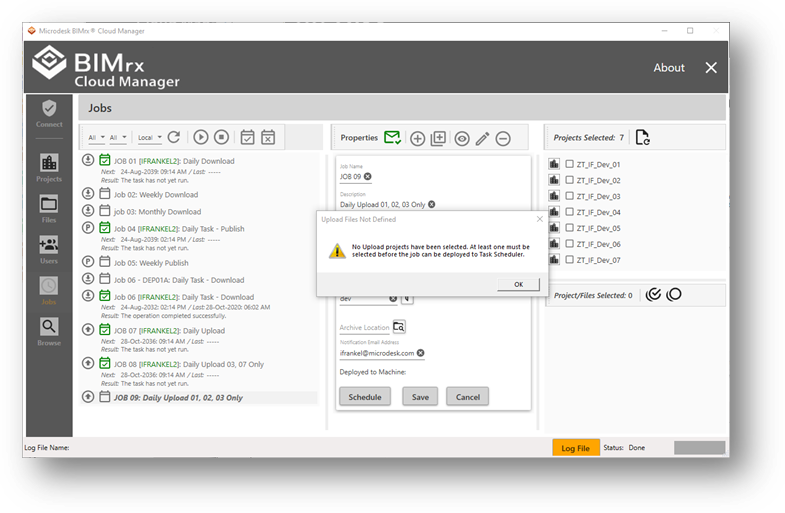 Microdesk BIMrx ® Cloud Manager
BIMrx
Cloud Manager
About
Connect
Projects
Files
Users
Jobs
Browse
Jobs
All All Local
JOB 01 [IFRANKEL2]: Daily Download
Next: 24-Aug-2039: 09:14 AM / Last: -----
Result: The task has not yet run.
Job 02: Weekly Download
job 03: Monthly Download
Job 04 [IFRANKEL2]: Daily Task - Publish
Next: 24-Aug-2039: 02:14 PM / Last: -----
Result: The task has not yet run.
Job 05: Weekly Publish
Job 06 - DEP01A: Daily Task - Download
Job 06 [IFRANKEL2]: Daily Task - Download
Next: 24-Aug-2032: 02:14 PM / Last 28-Oct-2020: 06:02 AM
Result: The operation completed successfully.
JOB 07 [IFRANKEL2]: Daily Upload
Next: 28-Oct-2036: 09:14 AM / Last: -----
Result: The task has not yet run.
JOB 08 [IFRANKEL2]: Daily Upload 03, 07 Only
Next: 28-Oct-2036: 09:14 AM / Last: -----
Result: The task has not yet run.
JOB 09: Daily Upload 01, 02, 03 Only
Properties
Job Name
JOB 09
Description
Daily Upload 01, 02, 03 Only
Upload Files Not Defined
No Upload projects have been selected. At least one must be
selected before the job can be deployed to Task Scheduler.
OK
dev
Archive Location
Notification Email Address
ifrankel@microdesk.com
Deployed to Machine:
Schedule Save Cancel
Projects Selected: 7
ZT_IF_Dev_01
ZT_IF_Dev_02
ZT_IF_Dev_03
ZT_IF_Dev_04
ZT_IF_Dev_05
ZT_IF_Dev_06
ZT_IF_Dev_07
Project/Files Selected: 0
Log File Name:
Log File Status: Done